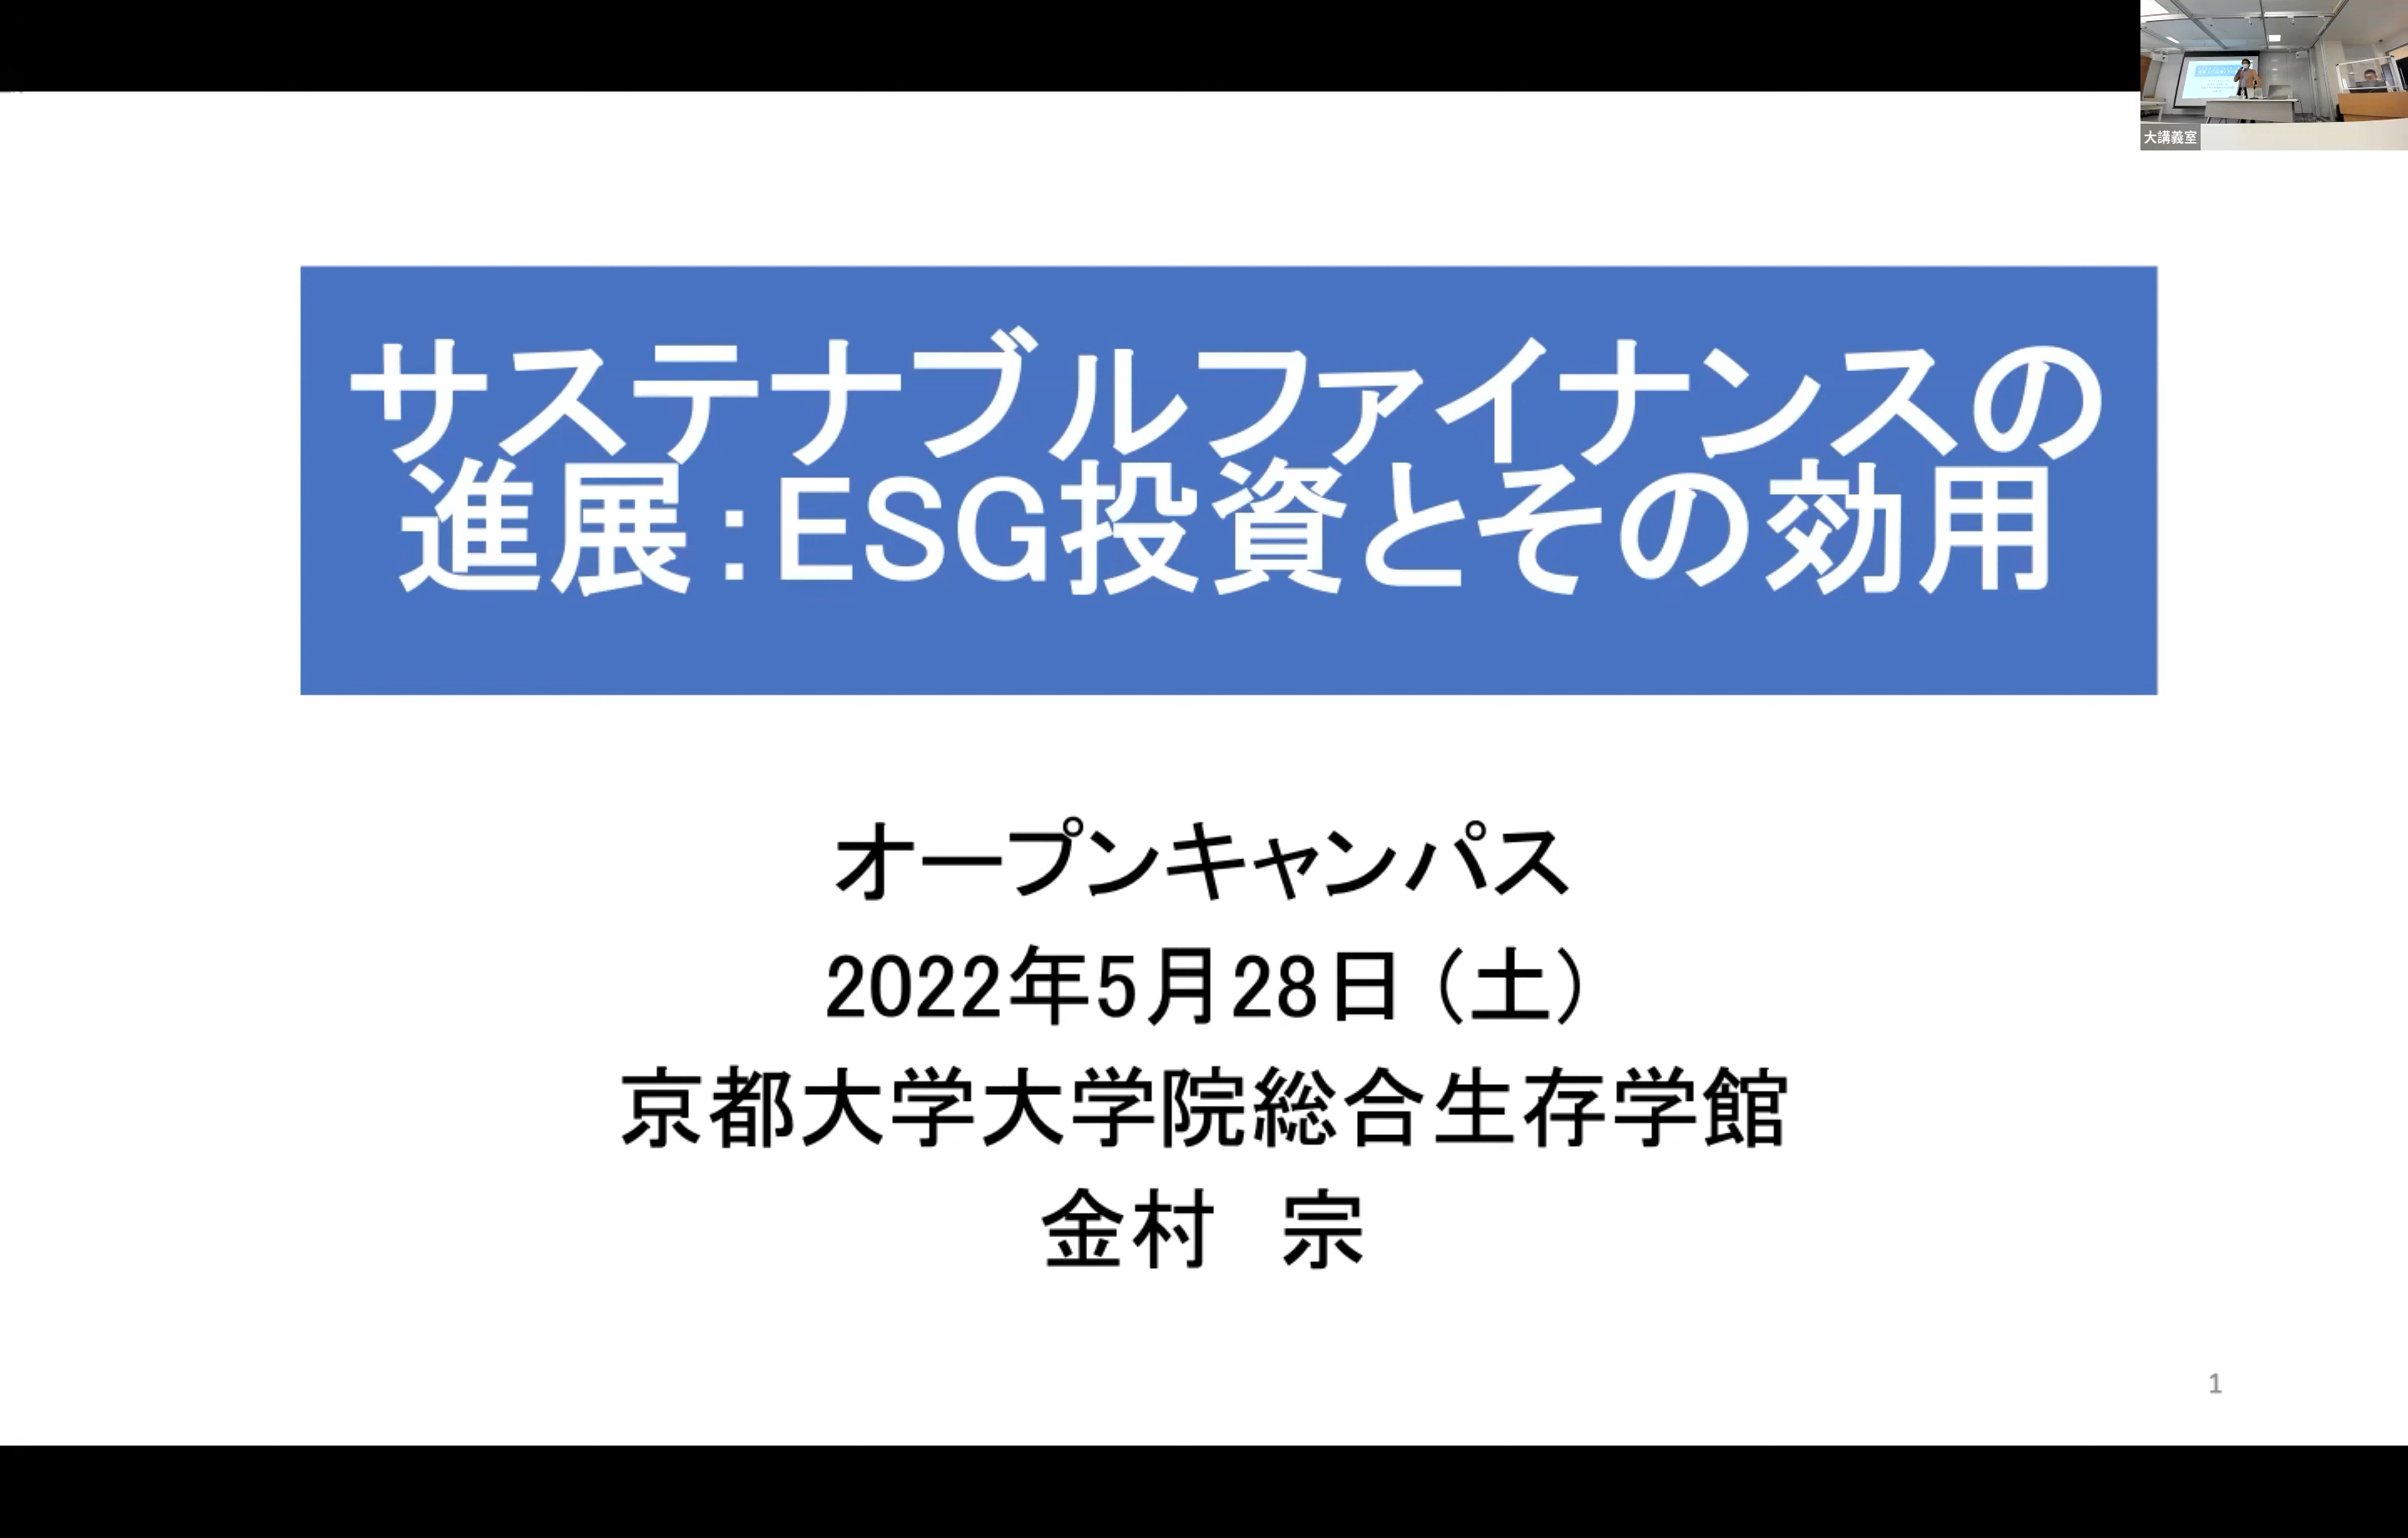 大講義室
サステナブルファイナンスの
進展：ESG投資とその効用
オープンキャンパス
2022年5月28日（土）
京都大学大学院総合生存学館
金村　宗
1